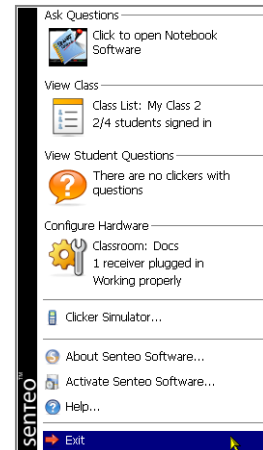 Ask Questions
Click to open Notebook
Software
View Class
Class List: My Class 2
2/4 students signed in
View Student Questions
There are no clickers with
questions
Configure Hardware
Classroom: Docs
1 receiver plugged in
Working properly
Clicker Simulator...
About Senteo Software...
Activate Senteo Software...
Help...
Exit
senteo™